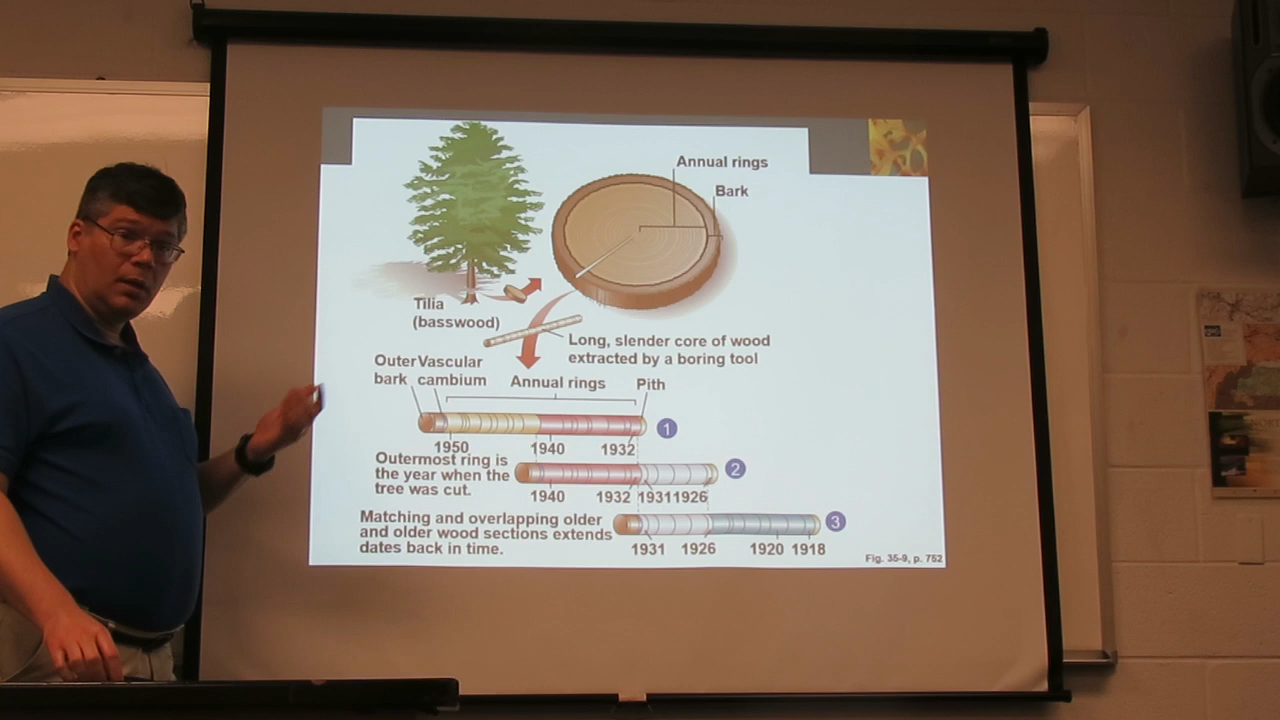 Annual rings
Bark
Tilia
(basswood)
Long, slender core of wood
extracted by a boring tool
Outer Vascular
bark cambium
Annual rings
Pith
1
1950
1940
1932
Outermost ring is
the year when the
tree was cut.
2
1940
1932
1931
1926
Matching and overlapping older
and older wood sections extends
dates back in time.
3
1931
1926
1920
1918
Fig. 35-9, p. 752